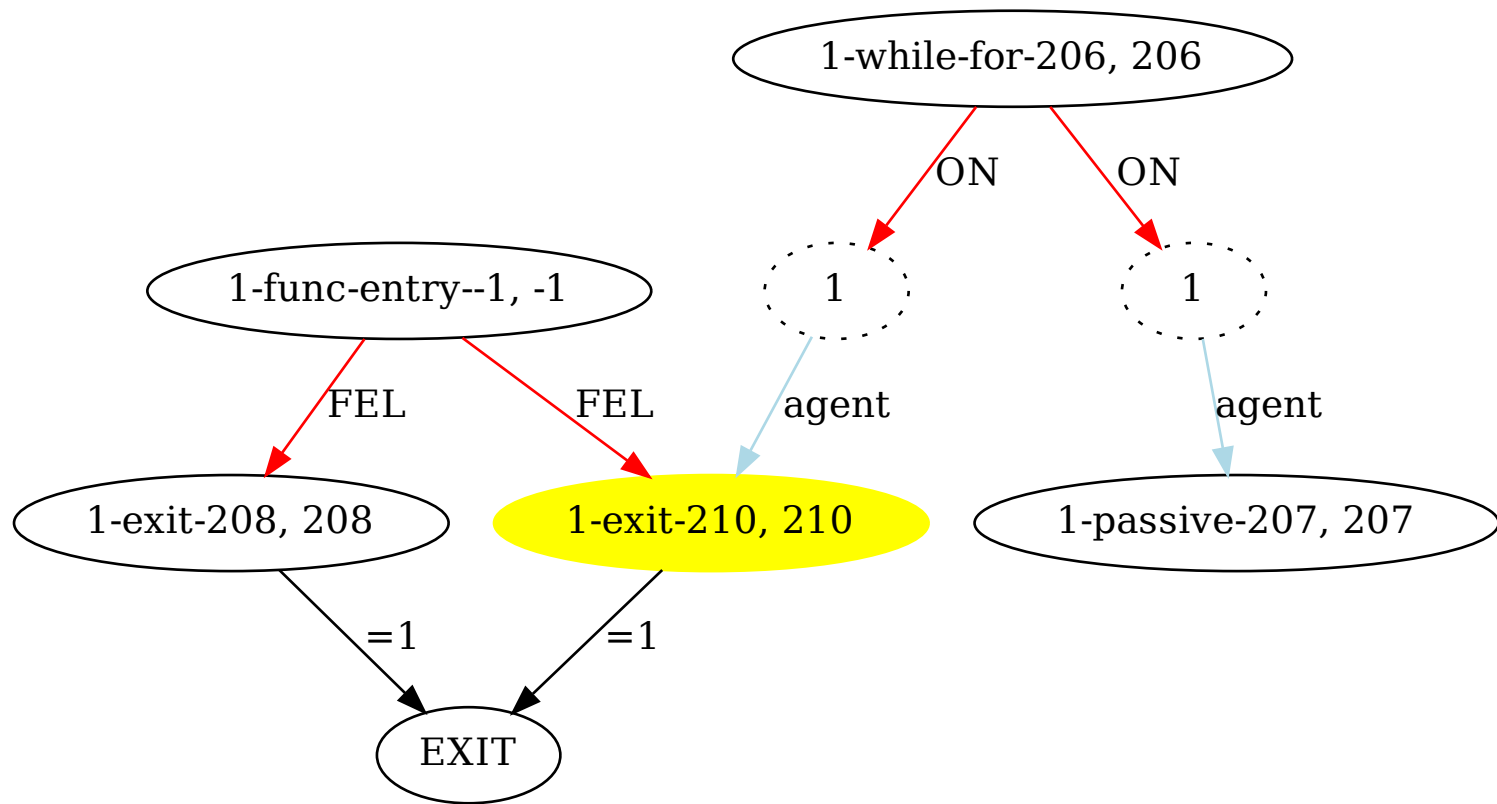 1-while-for-206, 206
ON
ON
1-func-entry--1, -1
1
1
FEL
FEL
agent
agent
1-exit-208, 208
1-exit-210, 210
1-passive-207, 207
=1
=1
EXIT